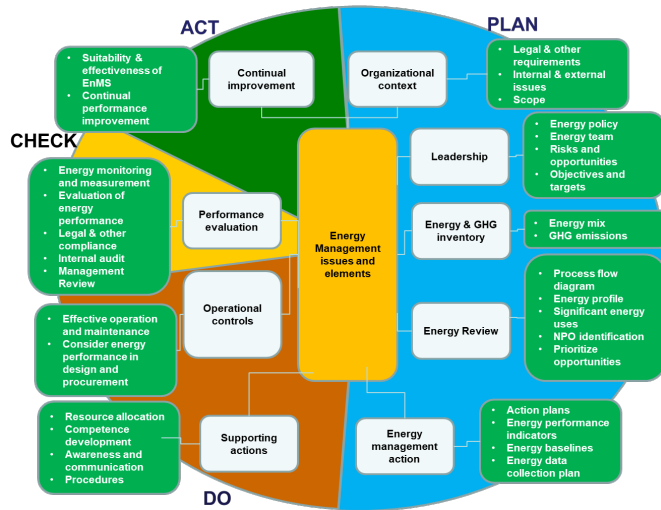 ACT
PLAN
• Suitability &
effectiveness of
EnMS
• Continual
performance
improvement
Continual
improvement
Organizational
context
• Legal & other
requirements
• Internal & external
issues
• Scope
CHECK
Leadership
• Energy policy
• Energy team
• Risks and
opportunities
• Objectives and
targets
• Energy monitoring
and measurement
• Evaluation of
energy
performance
• Legal & other
compliance
• Internal audit
• Management
Review
Performance
evaluation
Energy
Management
issues and
elements
Energy & GHG
inventory
• Energy mix
• GHG emissions
• Effective operation
and maintenance
• Consider energy
performance in
design and
procurement
Operational
controls
Energy Review
• Process flow
diagram
• Energy profile
• Significant energy
uses
• NPO identification
• Prioritize
opportunities
• Resource allocation
• Competence
development
• Awareness and
communication
• Procedures
Supporting
actions
Energy
management
action
• Action plans
• Energy performance
indicators
• Energy baselines
• Energy data
collection plan
DO